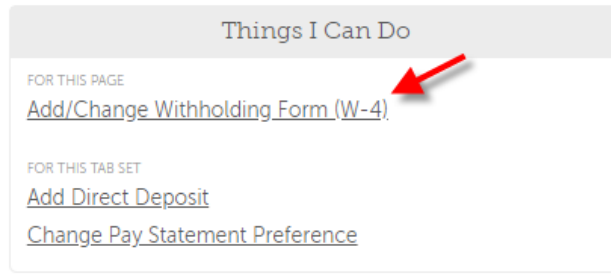 Things I Can Do
FOR THIS PAGE
Add/Change Withholding Form (W-4)
FOR THIS TAB SET
Add Direct Deposit
Change Pay Statement Preference